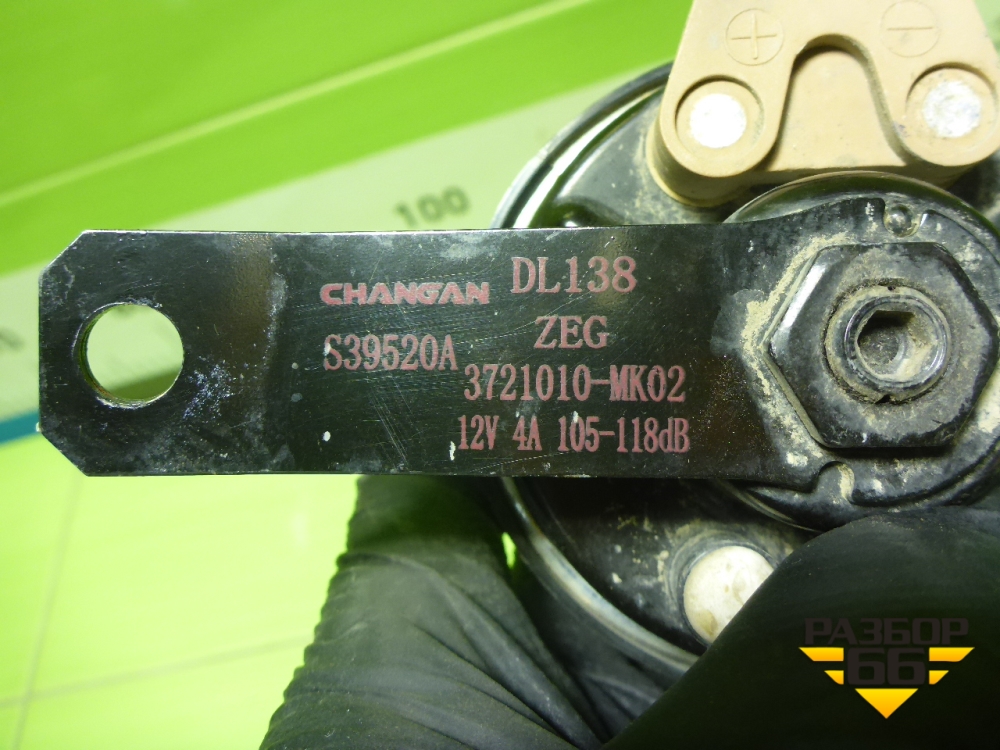 100
CHANGAN DL138
S39520A ZEG
3721010-MK02
12V 4A 105-118dB
РАЗБОР
66